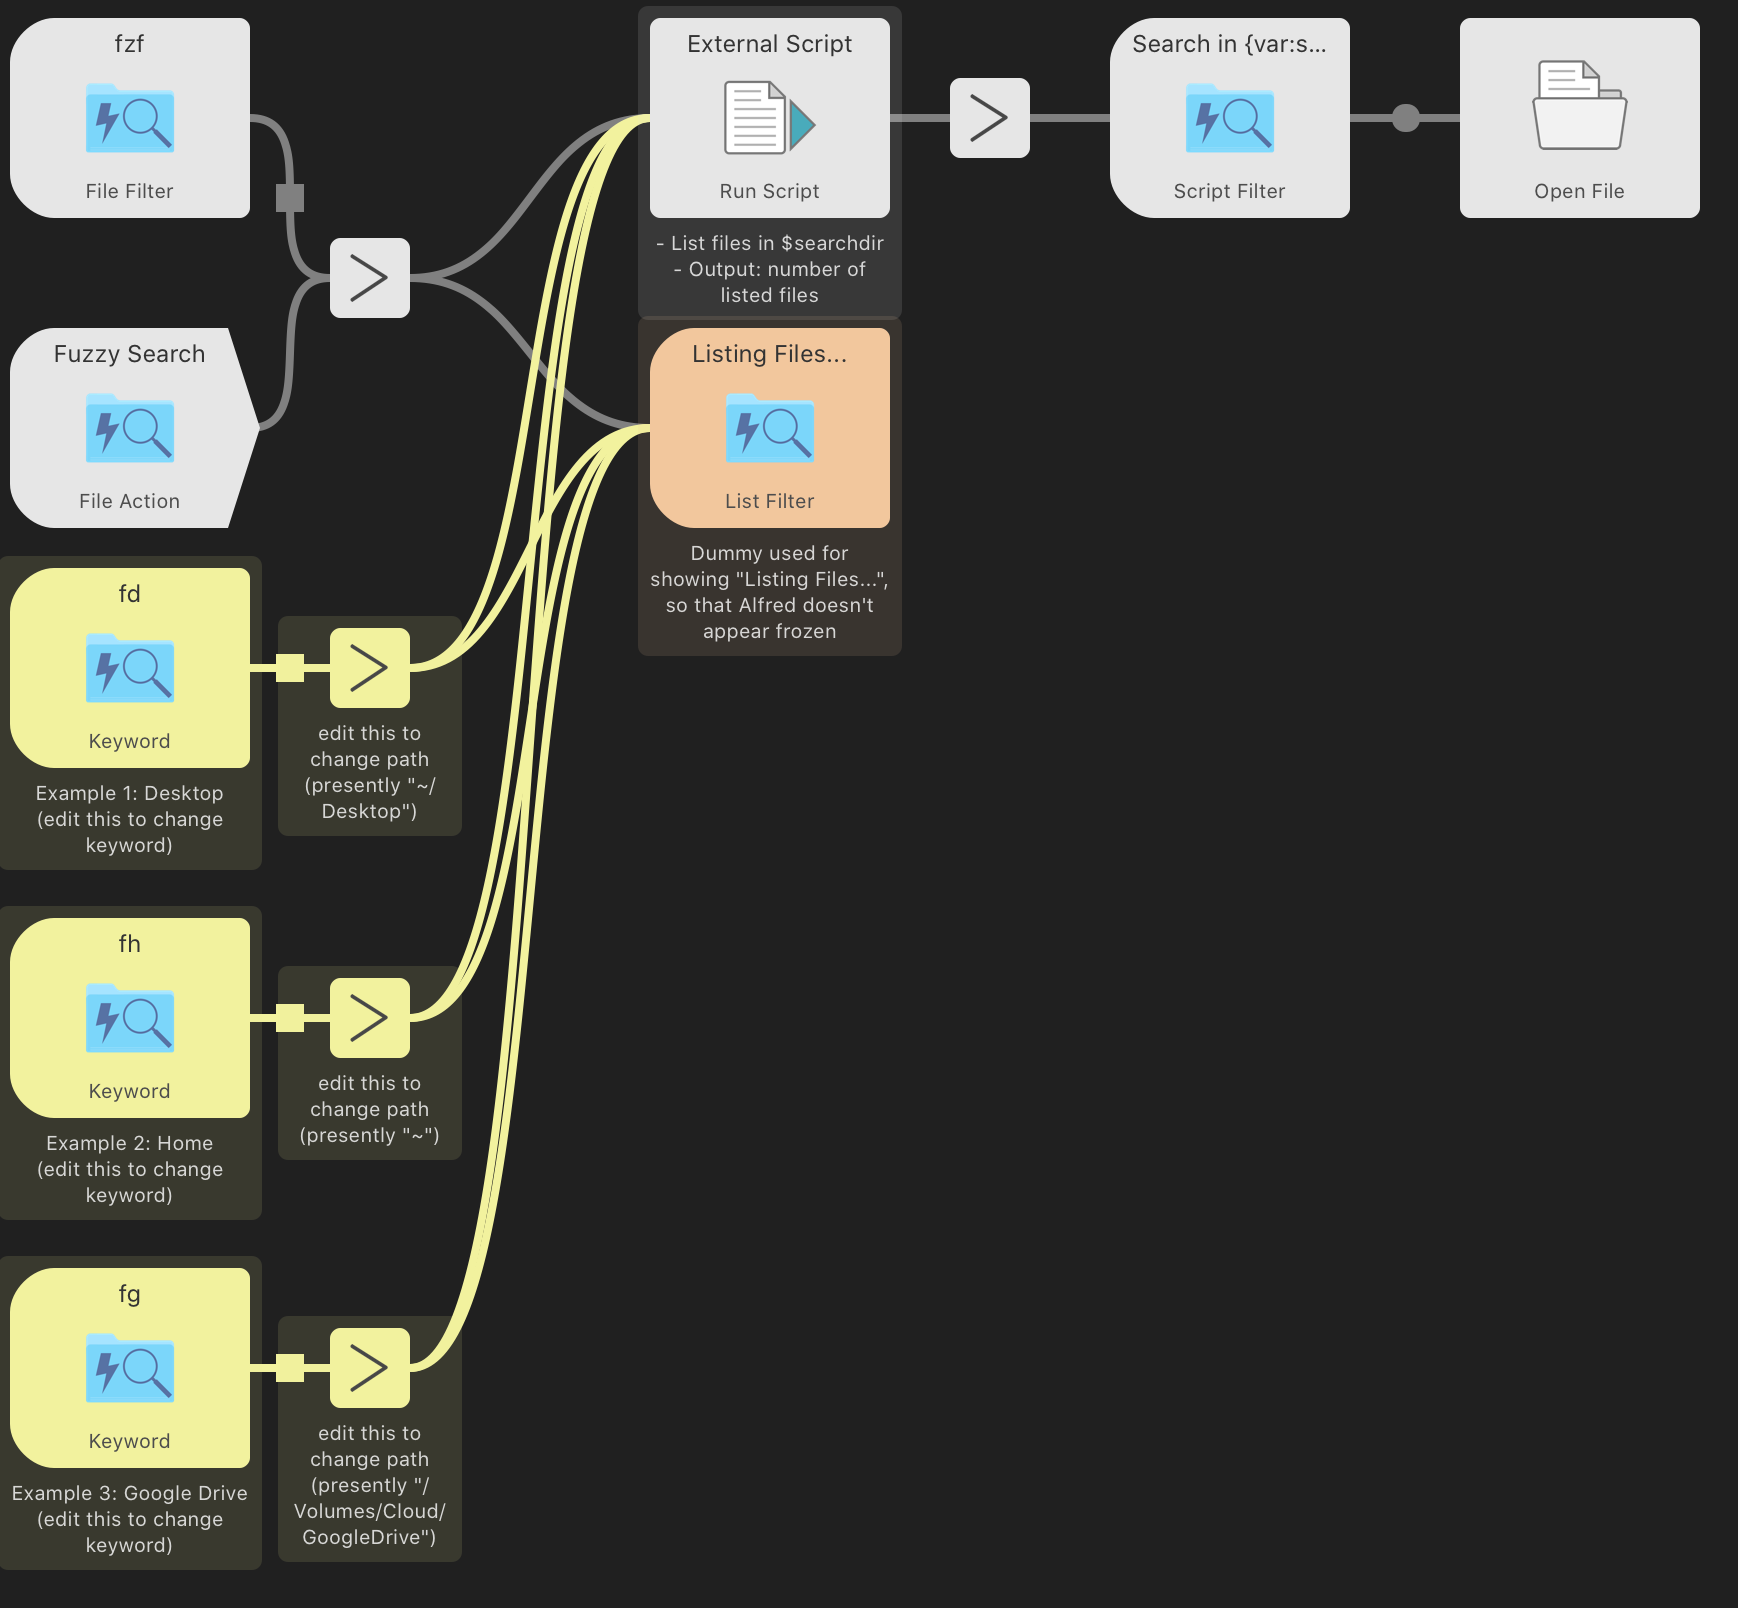 fzf
File Filter
External Script
Run Script
- List files in $searchdir
- Output: number of
listed files
Search in {var:s...
Script Filter
Open File
Fuzzy Search
File Action
Listing Files...
List Filter
Dummy used for
showing "Listing Files...",
so that Alfred doesn't
appear frozen
fd
Keyword
Example 1: Desktop
(edit this to change
keyword)
edit this to
change path
(presently "~/
Desktop")
fh
Keyword
Example 2: Home
(edit this to change
keyword)
edit this to
change path
(presently "~")
fg
Keyword
Example 3: Google Drive
(edit this to change
keyword)
edit this to
change path
(presently "/
Volumes/Cloud/
GoogleDrive")